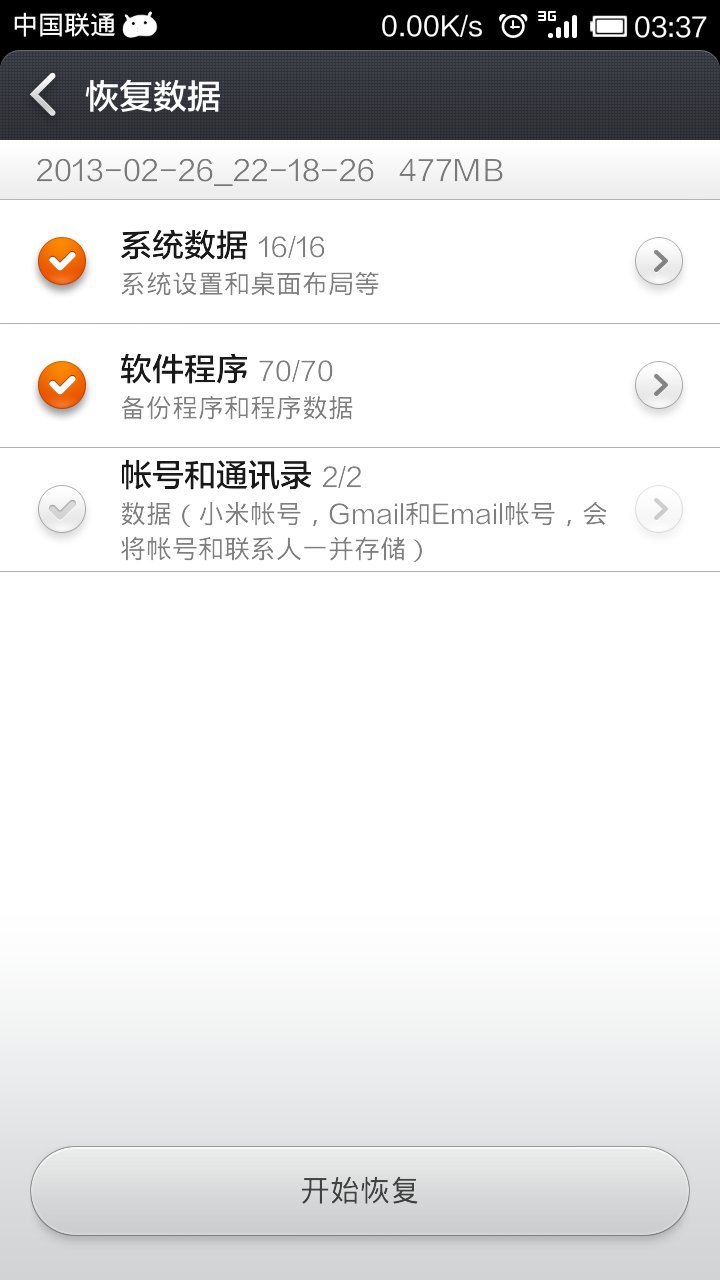 中国联通 0.00K/s 3G 03:37
恢复数据
2013-02-26_22-18-26 477MB
系统数据 16/16
系统设置和桌面布局等
软件程序 70/70
备份程序和程序数据
帐号和通讯录 2/2
数据（小米帐号，Gmail和Email帐号，会
将帐号和联系人一并存储）
开始恢复